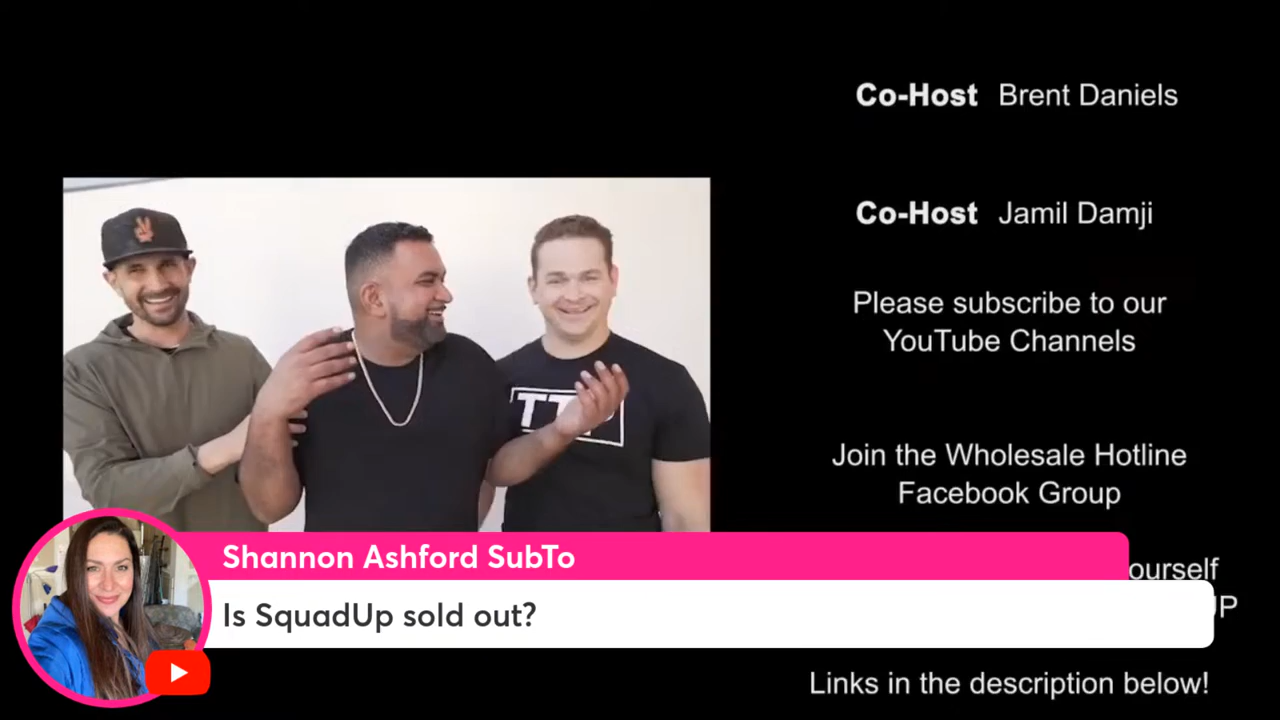 Co-Host Brent Daniels
Co-Host Jamil Damji
Please subscribe to our
YouTube Channels
Join the Wholesale Hotline
Facebook Group
Shannon Ashford SubTo
Is SquadUp sold out?
Links in the description below!